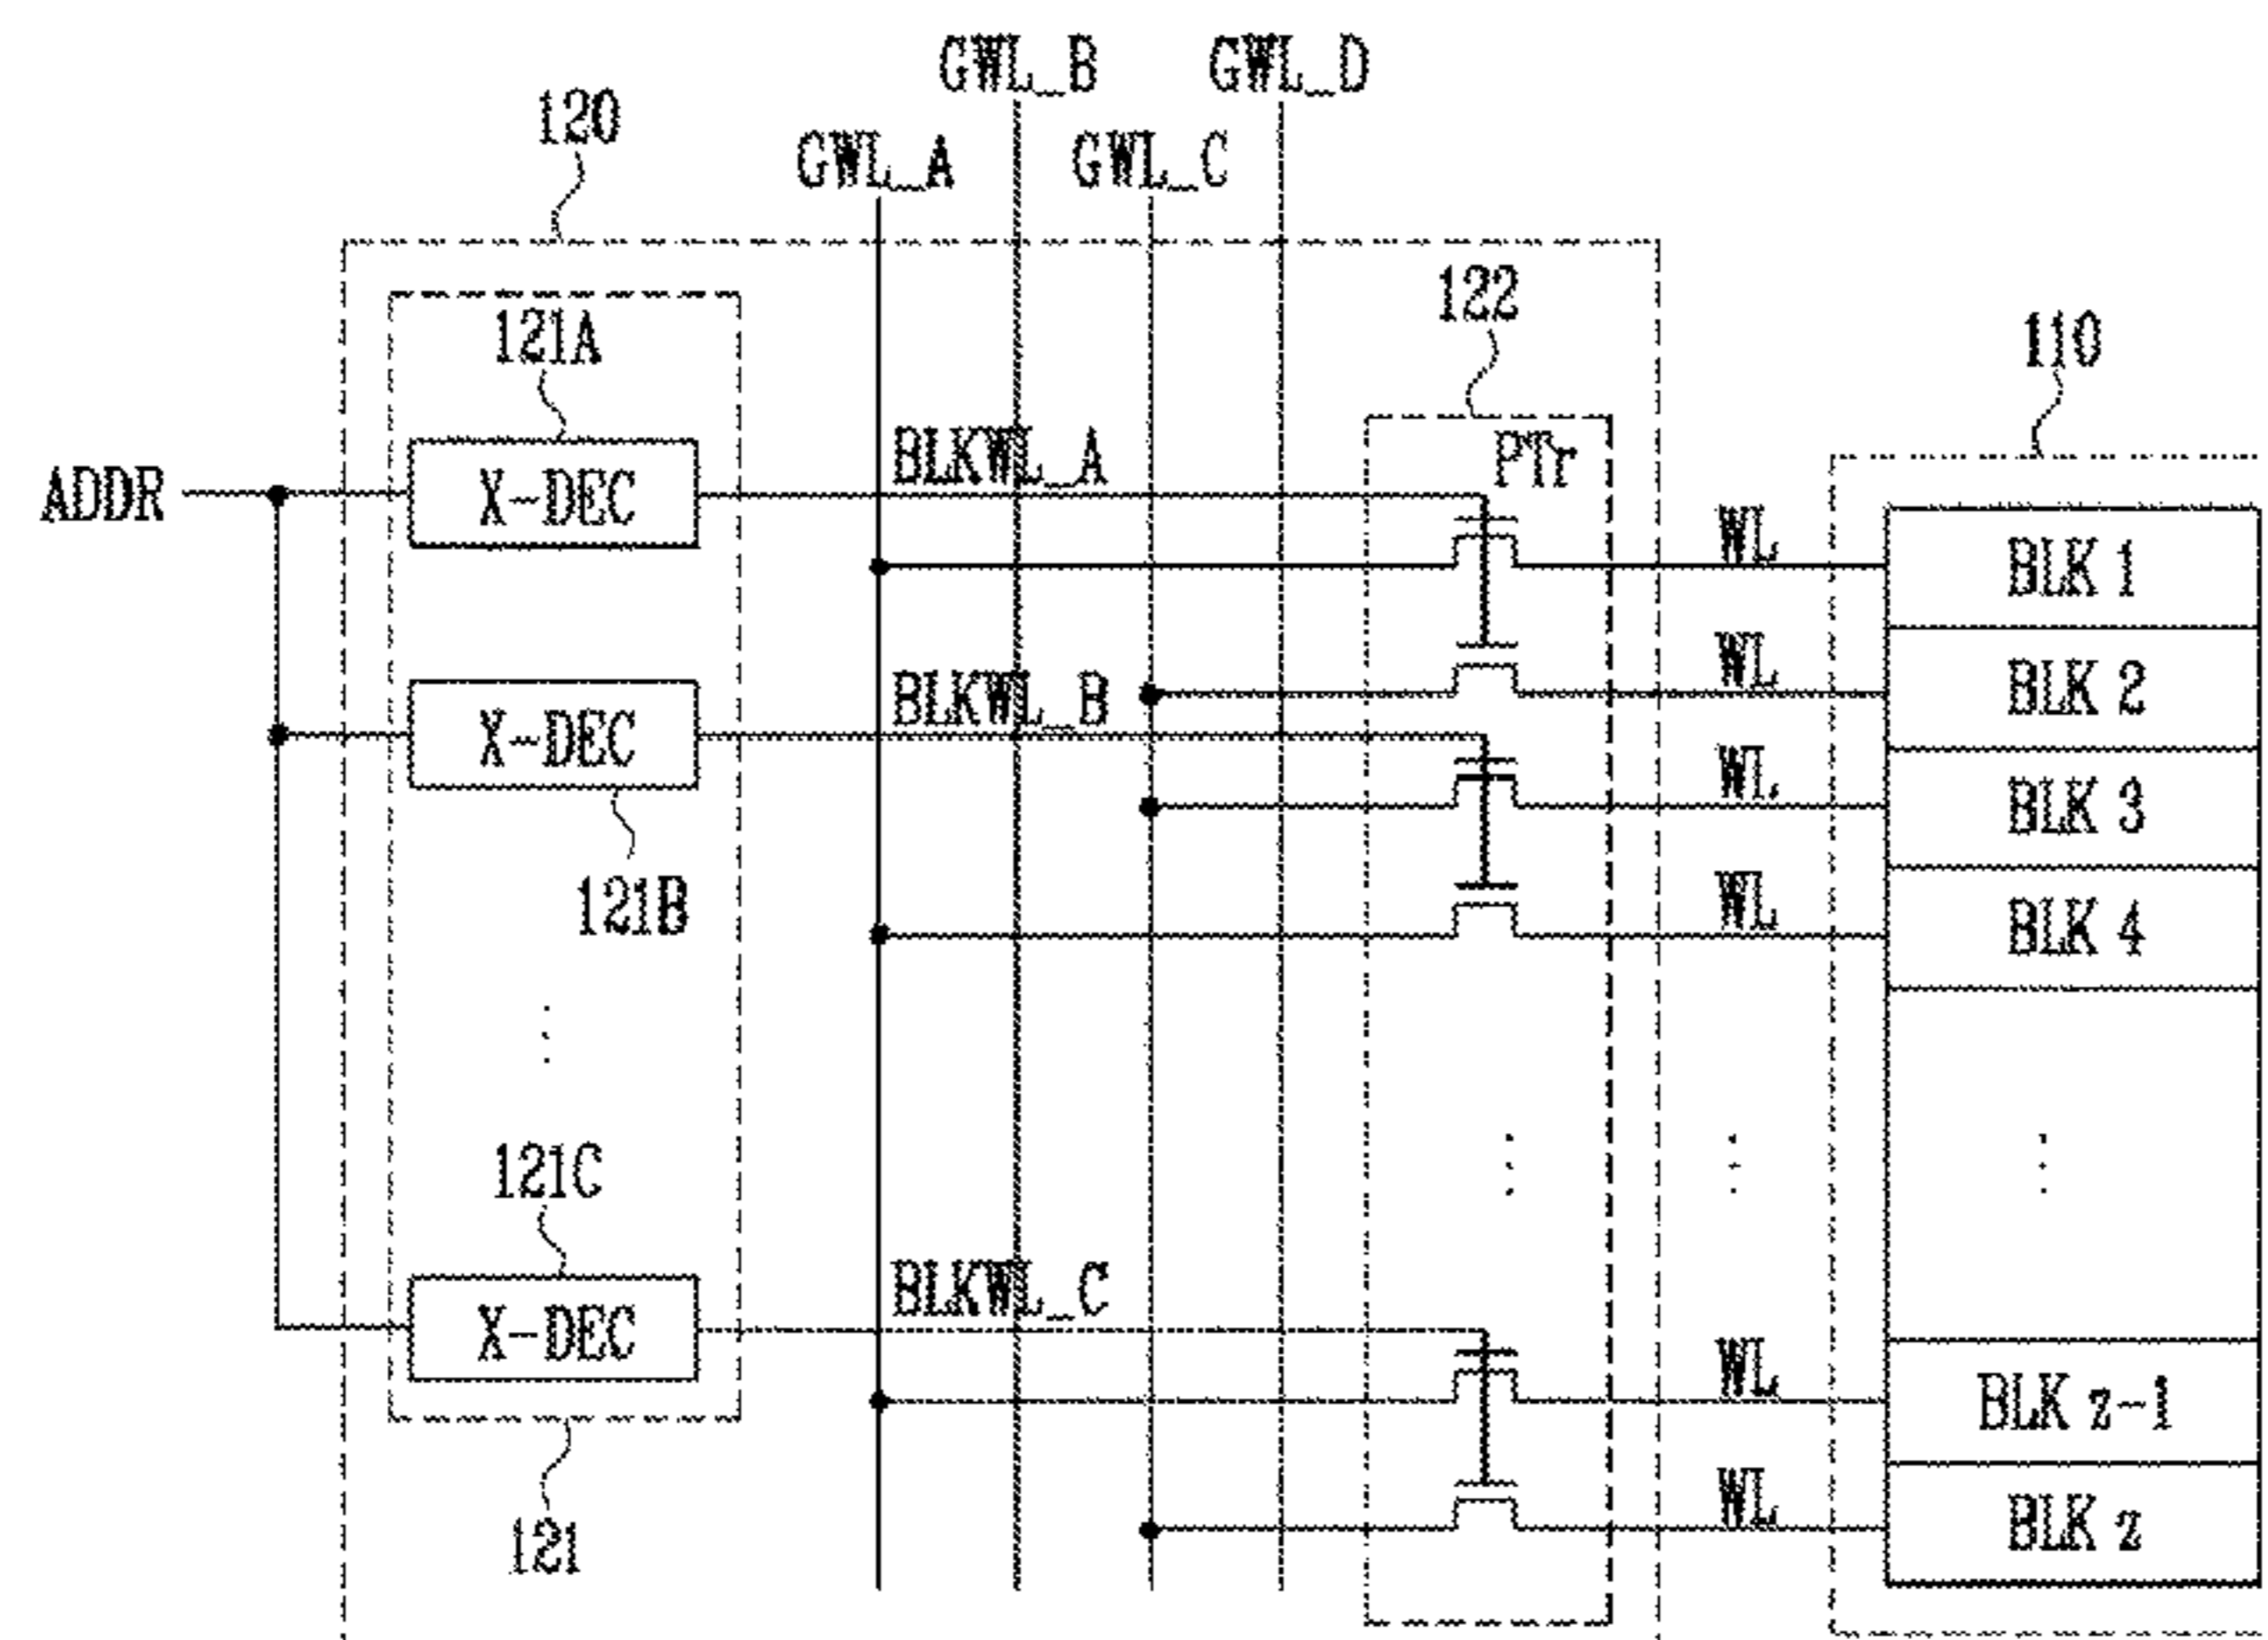 GWL_B
GWL_D
120
GWL_A
GWL_C
122
121A
110
BLKWL_A
PTr
ADDR
X-DEC
WL
BLK 1
WL
BLK 2
BLKWL_B
X-DEC
WL
BLK 3
121B
WL
BLK 4
121C
BLKWL_C
X-DEC
WL
BLK z-1
WL
BLK z
121